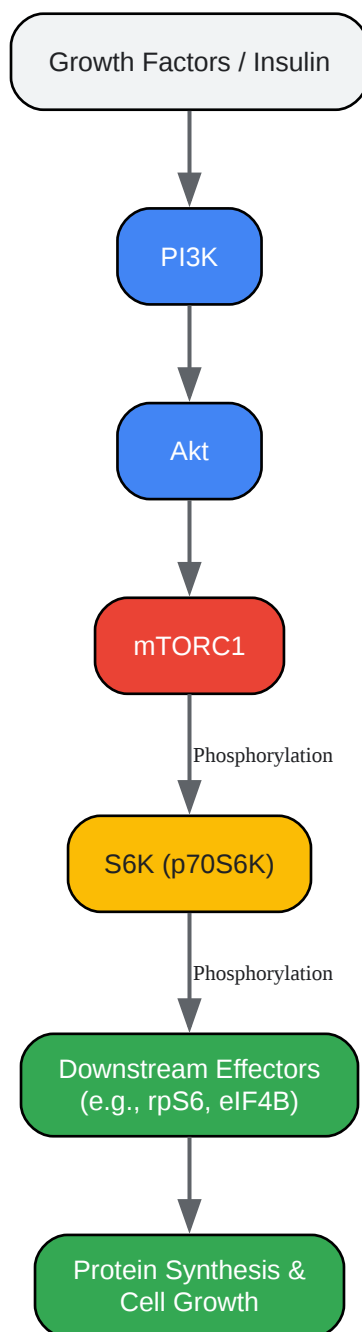 Growth Factors / Insulin
PI3K
Akt
mTORC1
Phosphorylation
S6K (p70S6K)
Phosphorylation
Downstream Effectors
(e.g., rpS6, eIF4B)
Protein Synthesis &
Cell Growth